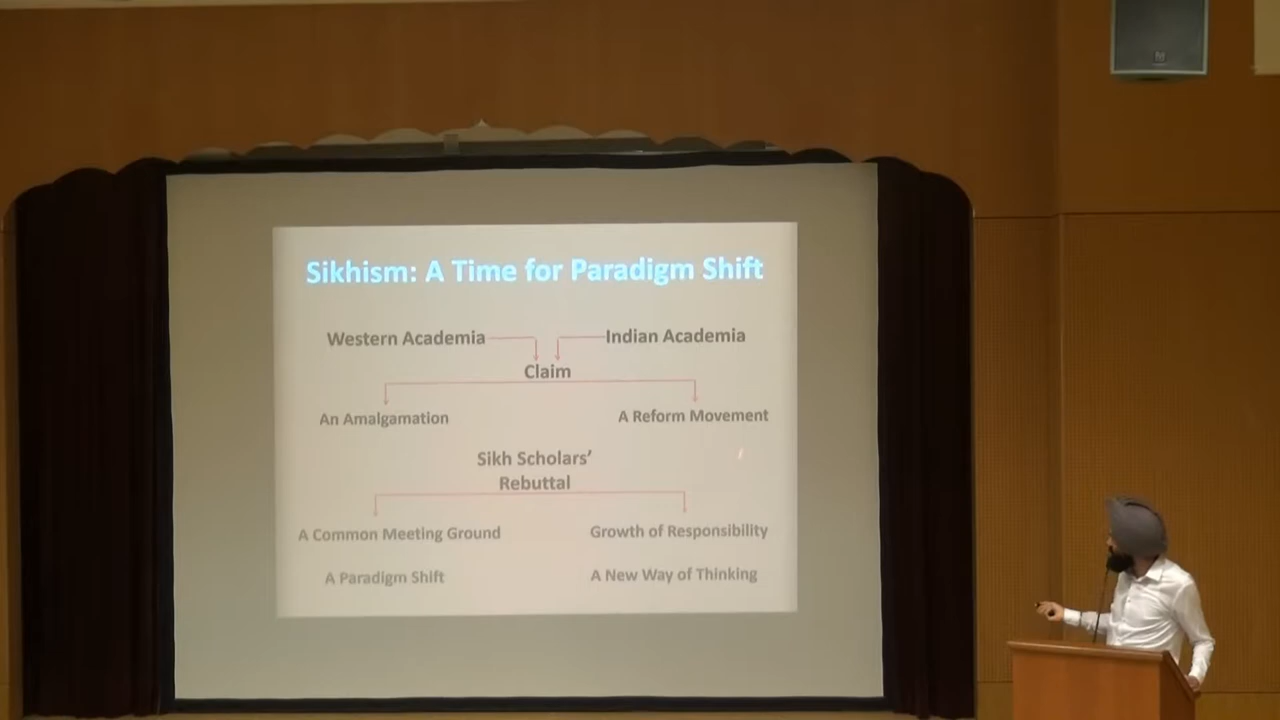 Sikhism: A Time for Paradigm Shift
Western Academia
Indian Academia
Claim
An Amalgamation
A Reform Movement
Sikh Scholars’
Rebuttal
A Common Meeting Ground
Growth of Responsibility
A Paradigm Shift
A New Way of Thinking